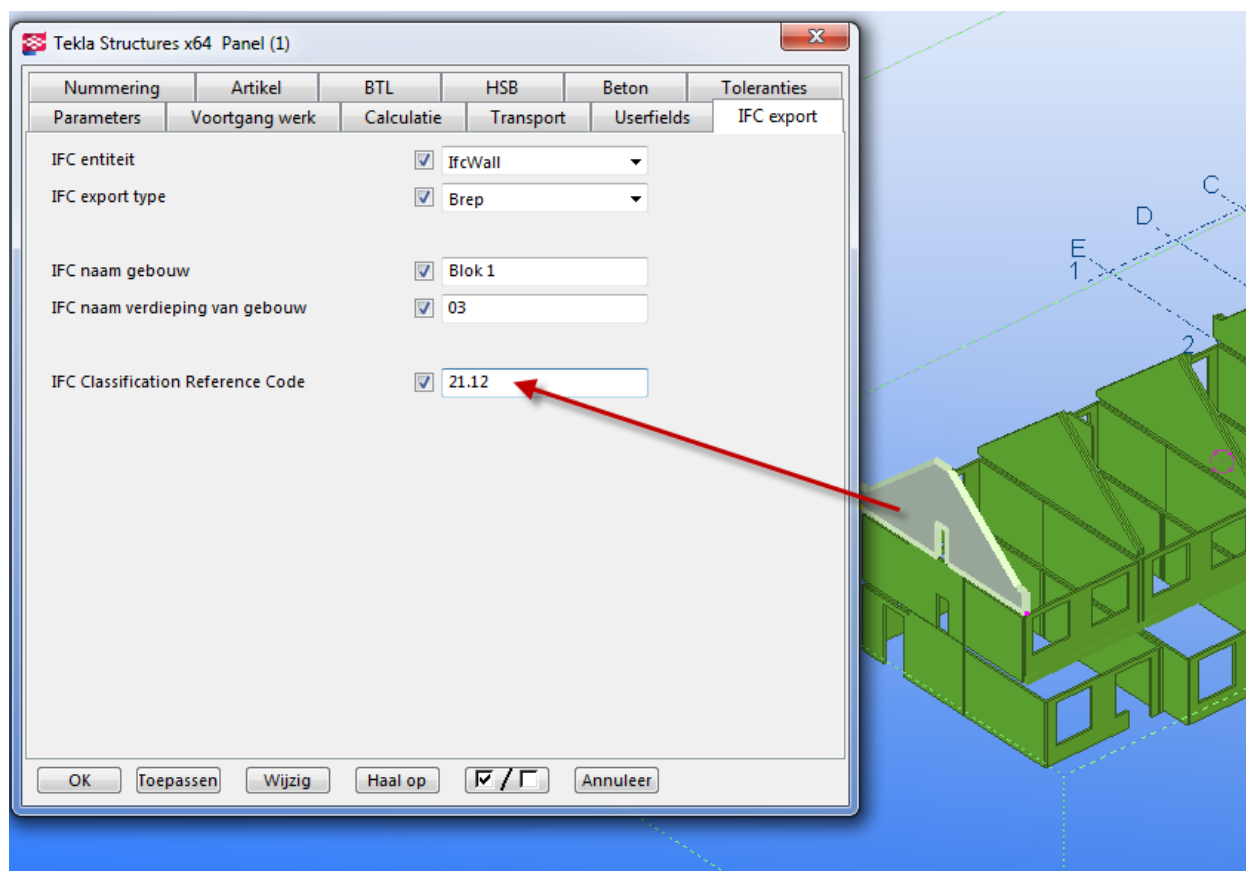 Tekla Structures x64 Panel (1)
Nummering Artikel BTL HSB Beton Toleranties
Parameters Voortgang werk Calculatie Transport Userfields IFC export
IFC entiteit IfcWall
IFC export type Brep
IFC naam gebouw Blok 1
IFC naam verdieping van gebouw 03
IFC Classification Reference Code 21.12
OK Toepassen Wijzig Haal op / Annuleer
C
D
E
1
2